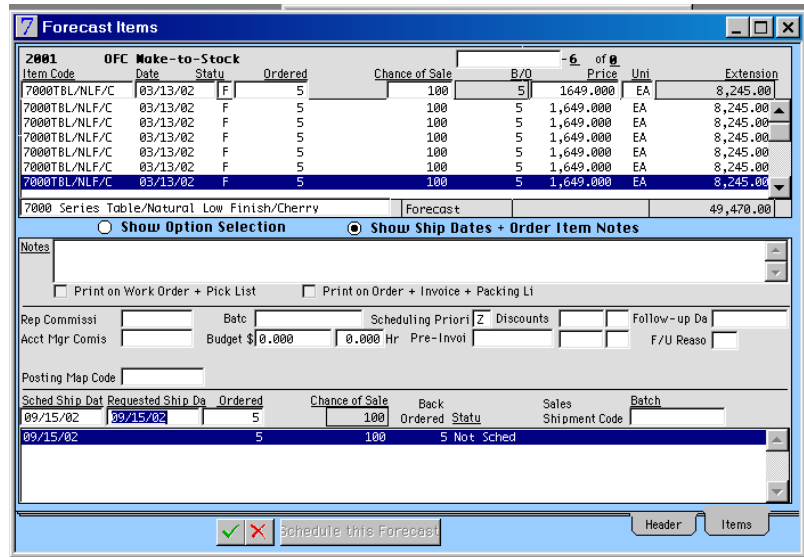 7 Forecast Items
2001 OFC Make-to-Stock -6 of 0
Item Code Date Statu Ordered Chance of Sale B/O Price Uni Extension
7000TBL/NLF/C 03/13/02 F 5 100 5 1649.000 EA 8,245.00
7000TBL/NLF/C 03/13/02 F 5 100 5 1,649.000 EA 8,245.00
7000TBL/NLF/C 03/13/02 F 5 100 5 1,649.000 EA 8,245.00
7000TBL/NLF/C 03/13/02 F 5 100 5 1,649.000 EA 8,245.00
7000TBL/NLF/C 03/13/02 F 5 100 5 1,649.000 EA 8,245.00
7000TBL/NLF/C 03/13/02 F 5 100 5 1,649.000 EA 8,245.00
7000TBL/NLF/C 03/13/02 F 5 100 5 1,649.000 EA 8,245.00
7000 Series Table/Natural Low Finish/Cherry Forecast 49,470.00
Show Option Selection Show Ship Dates + Order Item Notes
Notes
Print on Work Order + Pick List Print on Order + Invoice + Packing Li
Rep Commissi Batc Scheduling Priori Z Discounts Follow-up Da
Acct Mgr Comis Budget $ 0.000 0.000 Hr Pre-Invoi F/U Reaso
Posting Map Code
Sched Ship Dat Requested Ship Da Ordered Chance of Sale Back Ordered Statu Sales Shipment Code Batch
09/15/02 09/15/02 5 100
09/15/02 5 100 5 Not Sched
Schedule this Forecast Header Items